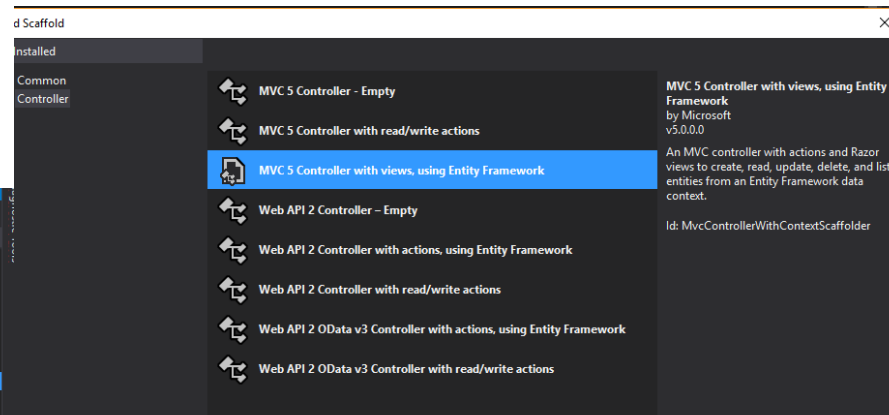 d Scaffold
Installed
Common
Controller
MVC 5 Controller - Empty
MVC 5 Controller with read/write actions
MVC 5 Controller with views, using Entity Framework
Web API 2 Controller – Empty
Web API 2 Controller with actions, using Entity Framework
Web API 2 Controller with read/write actions
Web API 2 OData v3 Controller with actions, using Entity Framework
Web API 2 OData v3 Controller with read/write actions
MVC 5 Controller with views, using Entity
Framework
by Microsoft
v5.0.0.0
An MVC controller with actions and Razor
views to create, read, update, delete, and list
entities from an Entity Framework data
context.
Id: MvcControllerWithContextScaffolder